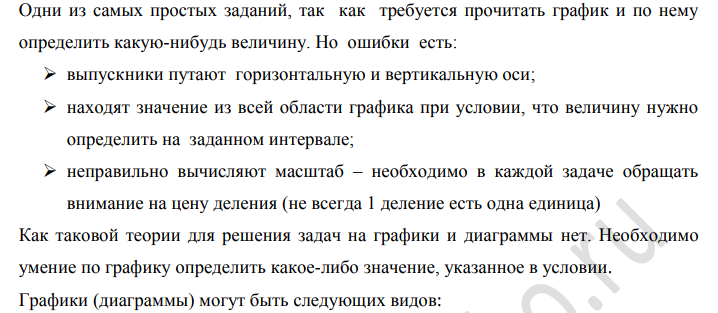 Одни из самых простых заданий, так как требуется прочитать график и по нему
определить какую-нибудь величину. Но ошибки есть:
➢ выпускники путают горизонтальную и вертикальную оси;
➢ находят значение из всей области графика при условии, что величину нужно
определить на заданном интервале;
➢ неправильно вычисляют масштаб – необходимо в каждой задаче обращать
внимание на цену деления (не всегда 1 деление есть одна единица)
Как таковой теории для решения задач на графики и диаграммы нет. Необходимо
умение по графику определить какое-либо значение, указанное в условии.
Графики (диаграммы) могут быть следующих видов: